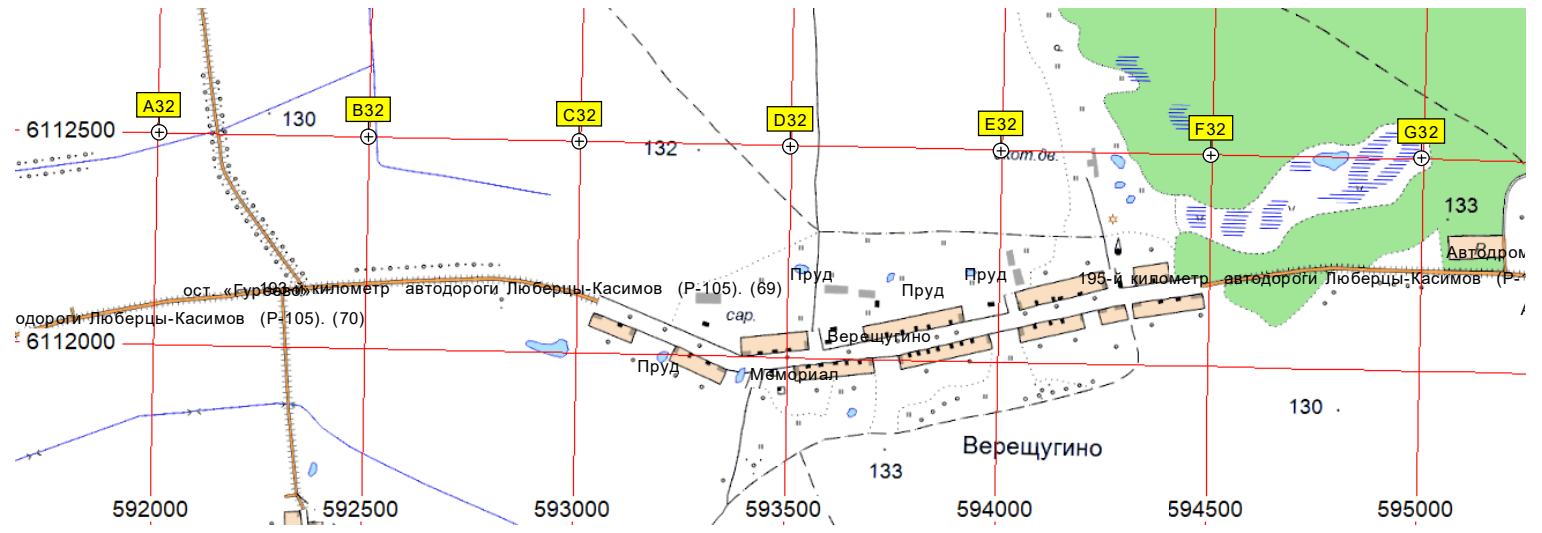 A32
B32
C32
D32
E32
F32
G32
6112500
130
132
скот.дв.
133
Р
Автодром
ост. «Гурьево»
193-й километр автодороги Люберцы-Касимов (Р-105). (69)
Пруд
Пруд
Пруд
195-й километр автодороги Люберцы-Касимов (Р-
одороги Люберцы-Касимов (Р-105). (70)
сар.
А
6112000
Верещугино
Пруд
Мемориал
130
Верещугино
133
592000
592500
593000
593500
594000
594500
595000